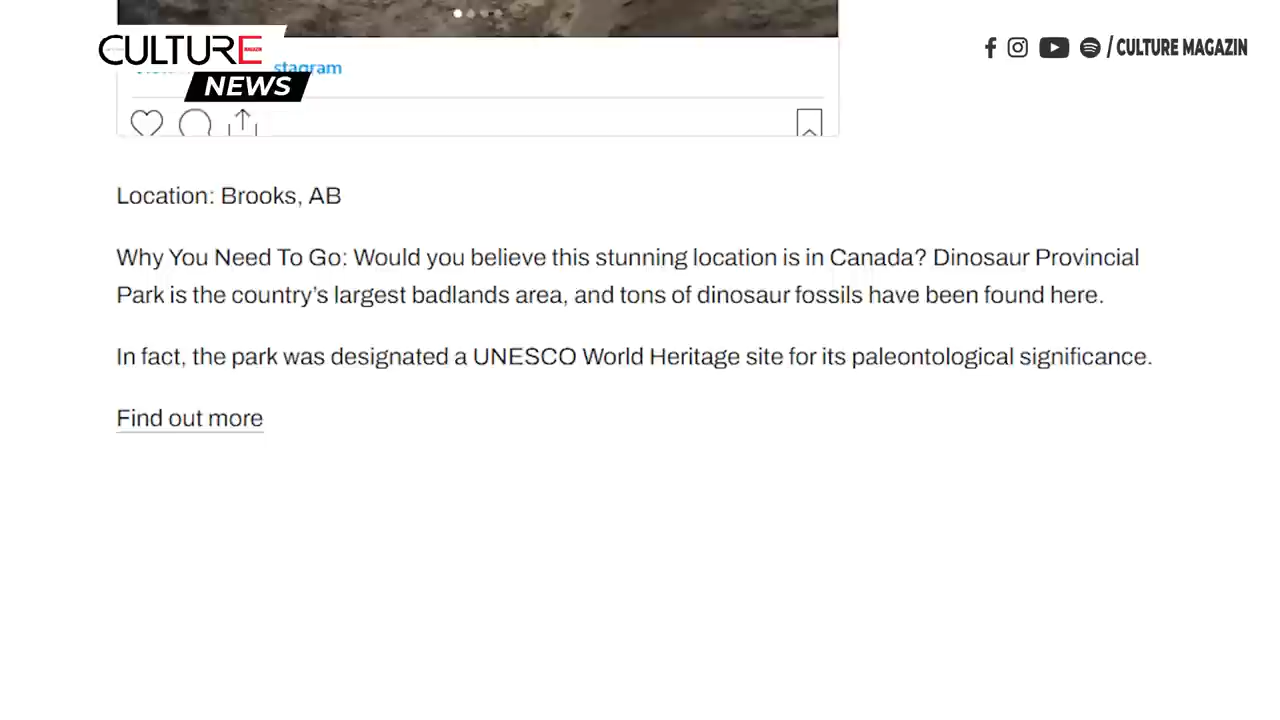 CULTURE
NEWS
/ CULTURE MAGAZIN
stagram
Location: Brooks, AB
Why You Need To Go: Would you believe this stunning location is in Canada? Dinosaur Provincial
Park is the country’s largest badlands area, and tons of dinosaur fossils have been found here.
In fact, the park was designated a UNESCO World Heritage site for its paleontological significance.
Find out more